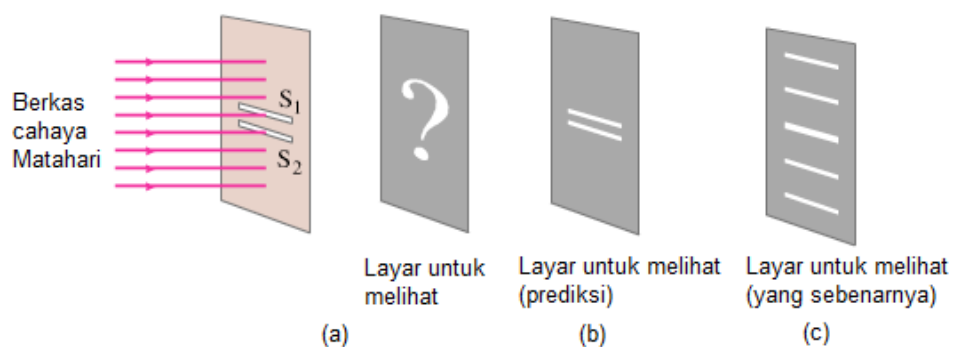 Berkas
cahaya
Matahari
S1
S2
?
Layar untuk
melihat
Layar untuk melihat
(prediksi)
Layar untuk melihat
(yang sebenarnya)
(a)
(b)
(c)